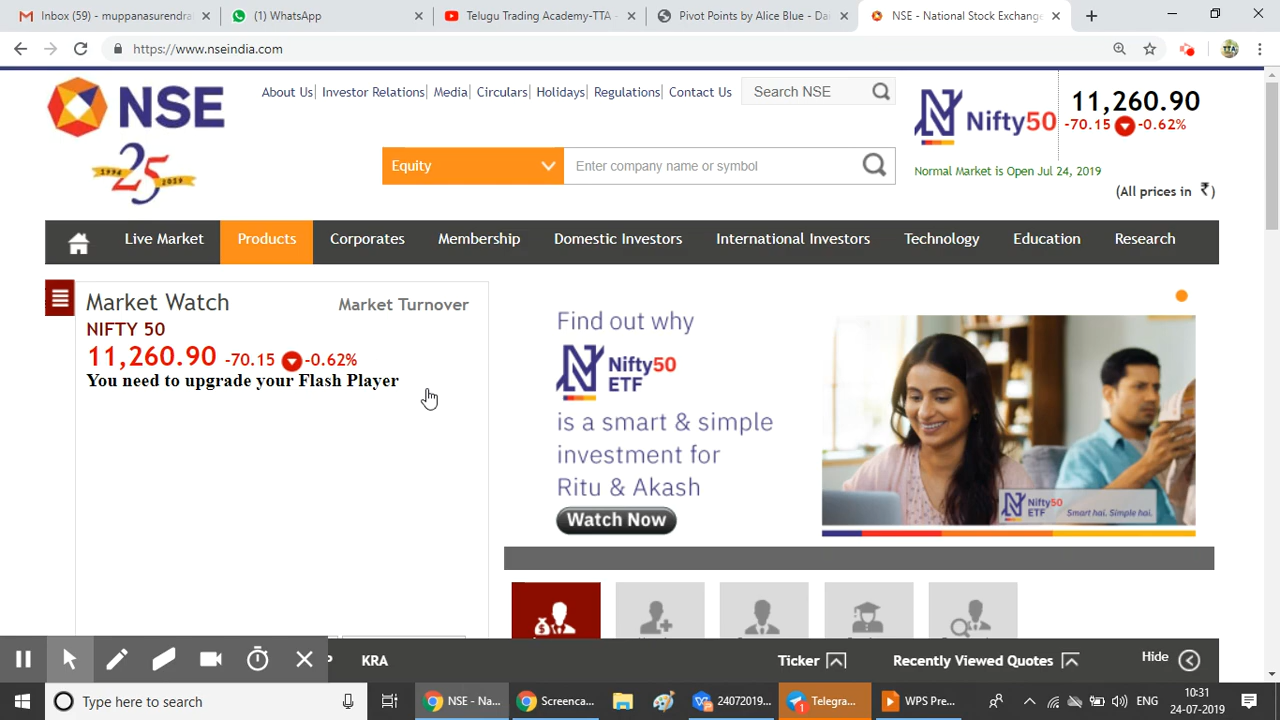 Inbox (59) - muppanasurendra
(1) WhatsApp
Telugu Trading Academy-TTA -
Pivot Points by Alice Blue - Da
NSE - National Stock Exchange
https://www.nseindia.com
NSE
1994 25 2019
About Us| Investor Relations| Media| Circulars| Holidays| Regulations| Contact Us
Search NSE
Equity
Enter company name or symbol
Nifty50
11,260.90
-70.15 -0.62%
Normal Market is Open Jul 24, 2019
(All prices in ₹)
Live Market Products Corporates Membership Domestic Investors International Investors Technology Education Research
Market Watch
Market Turnover
NIFTY 50
11,260.90 -70.15 -0.62%
You need to upgrade your Flash Player
Find out why
Nifty50
ETF
is a smart & simple
investment for
Ritu & Akash
Watch Now
Nifty50
ETF
Smart hai. Simple hai.
P
KRA
Ticker
Recently Viewed Quotes
Hide
Type here to search
NSE - Na...
Screenca...
24072019...
Telegra...
1
WPS Pre...
ENG
10:31
24-07-2019